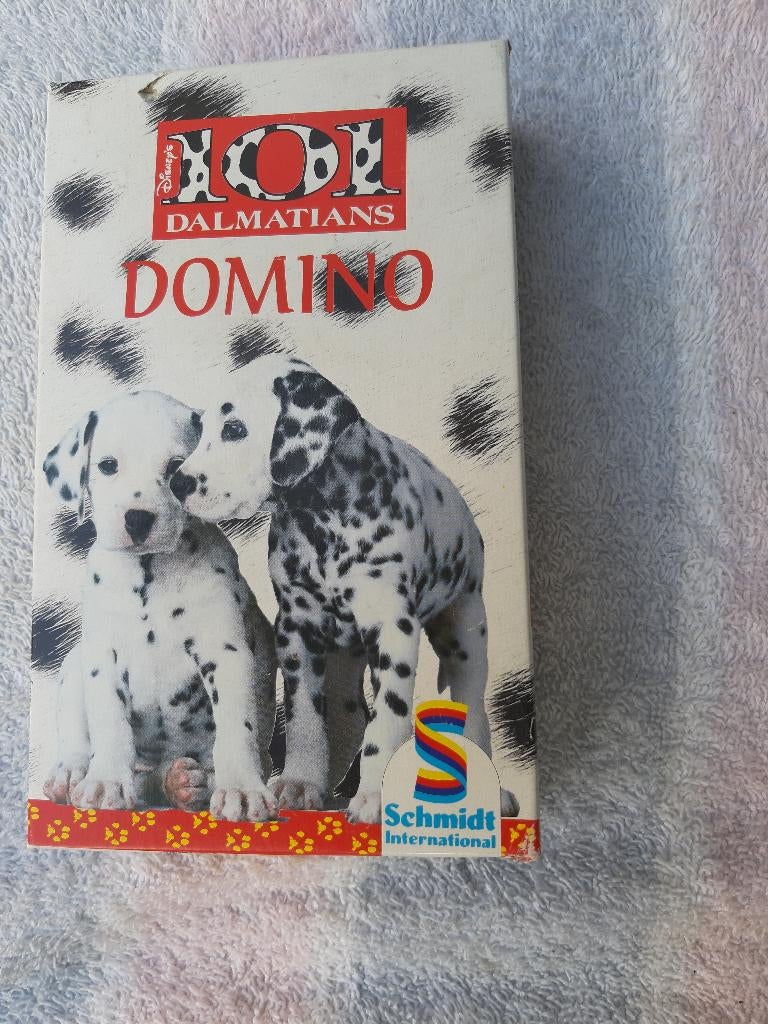 Disney's
101
DALMATIANS
DOMINO
Schmidt
International